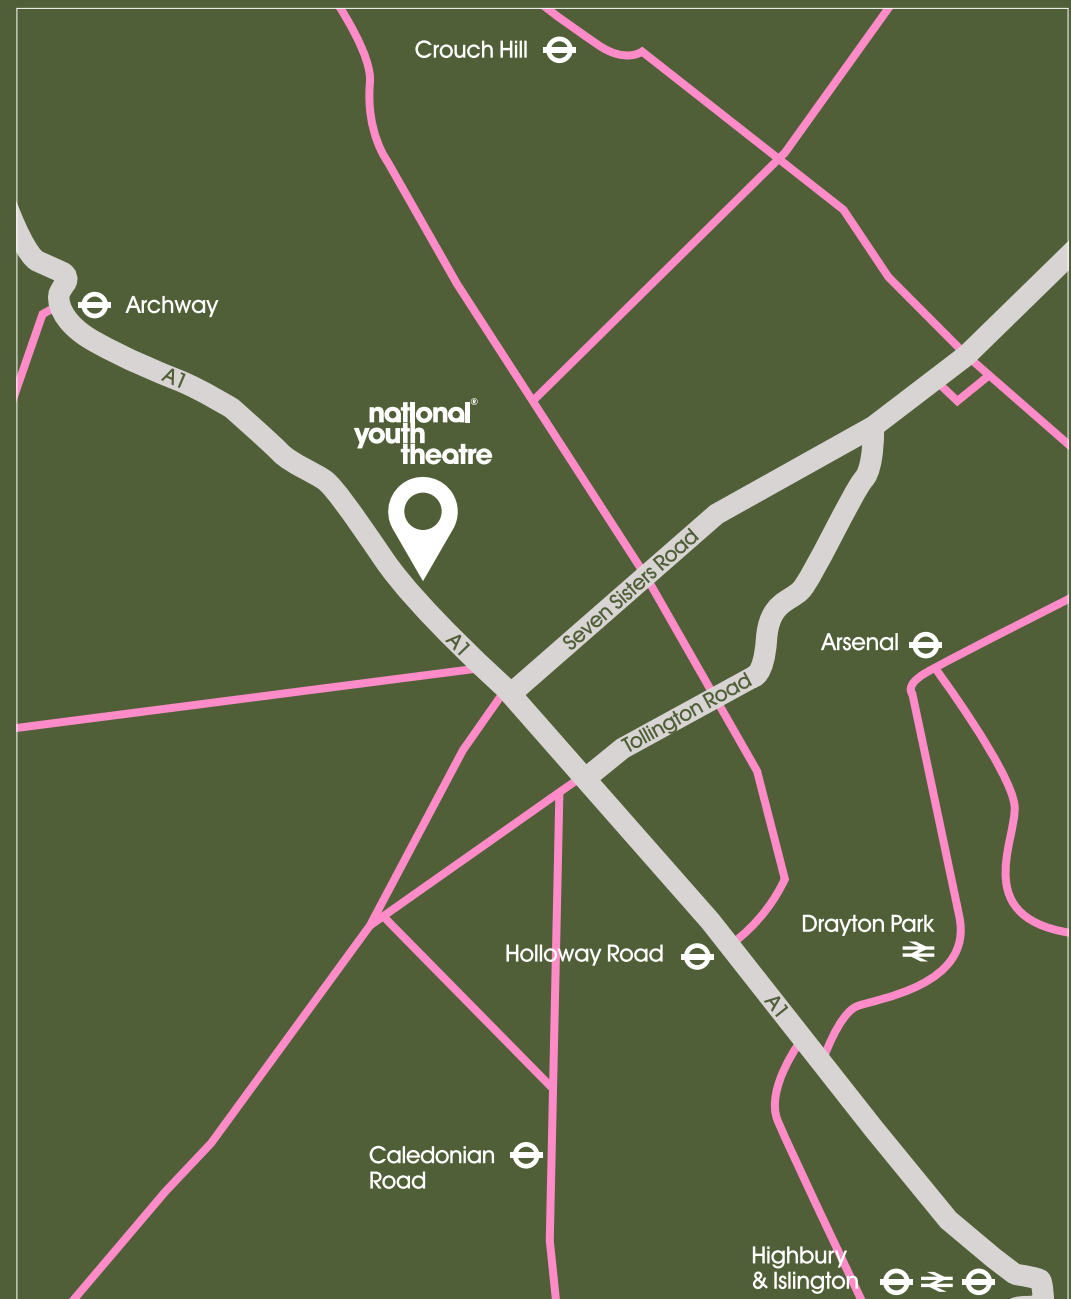 Crouch Hill
Archway
A1
national®
youth
theatre
Seven Sisters Road
A1
Arsenal
Tollington Road
Drayton Park
Holloway Road
A1
Caledonian
Road
Highbury
& Islington